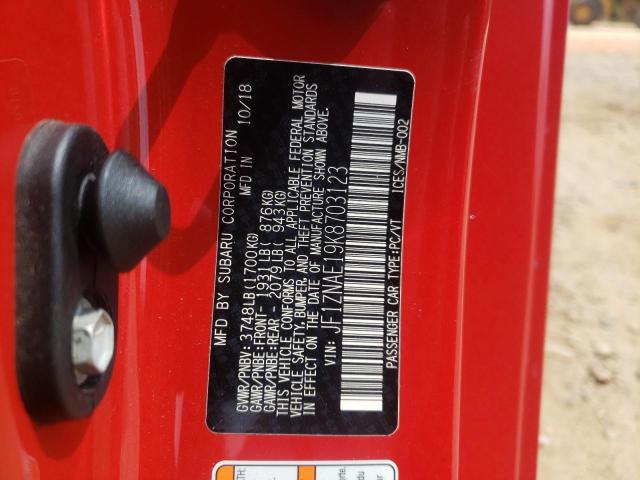 MFD BY SUBARU CORPORATION 10/18
MFD IN
GVWR/PNBV: 3748LB(1700KG)
GAWR/PNBE:FRONT- 1931LB( 876KG)
GAWR/PNBE:REAR - 2079LB( 943KG)
THIS VEHICLE CONFORMS TO ALL APPLICABLE FEDERAL MOTOR
VEHICLE SAFETY, BUMPER, AND THEFT PREVENTION STANDARDS
IN EFFECT ON THE DATE OF MANUFACTURE SHOWN ABOVE.
VIN: JF1ZNAE19K8703123
PASSENGER CAR TYPE:PC/VT ICES/NMB-002